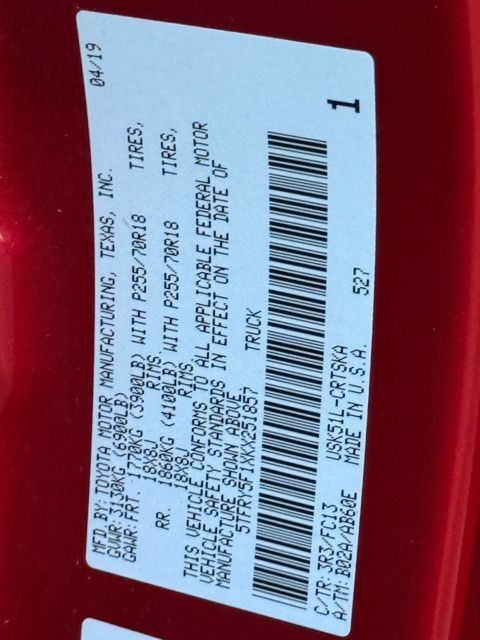 MFD BY: TOYOTA MOTOR MANUFACTURING, TEXAS, INC. 04/19
GVWR: 3130KG (6900LB)
GAWR: FRT. 1770KG (3900LB) WITH P255/70R18 TIRES,
18X8J RIMS
RR. 1860KG (4100LB) WITH P255/70R18 TIRES,
18X8J RIMS
THIS VEHICLE CONFORMS TO ALL APPLICABLE FEDERAL MOTOR
VEHICLE SAFETY STANDARDS IN EFFECT ON THE DATE OF
MANUFACTURE SHOWN ABOVE.
5TFRY5F1XKX251857 TRUCK
1
C/TR: 3R3/FC13 USK51L-CRTSKA 527
A/TM: B02A/AB60E MADE IN U.S.A.